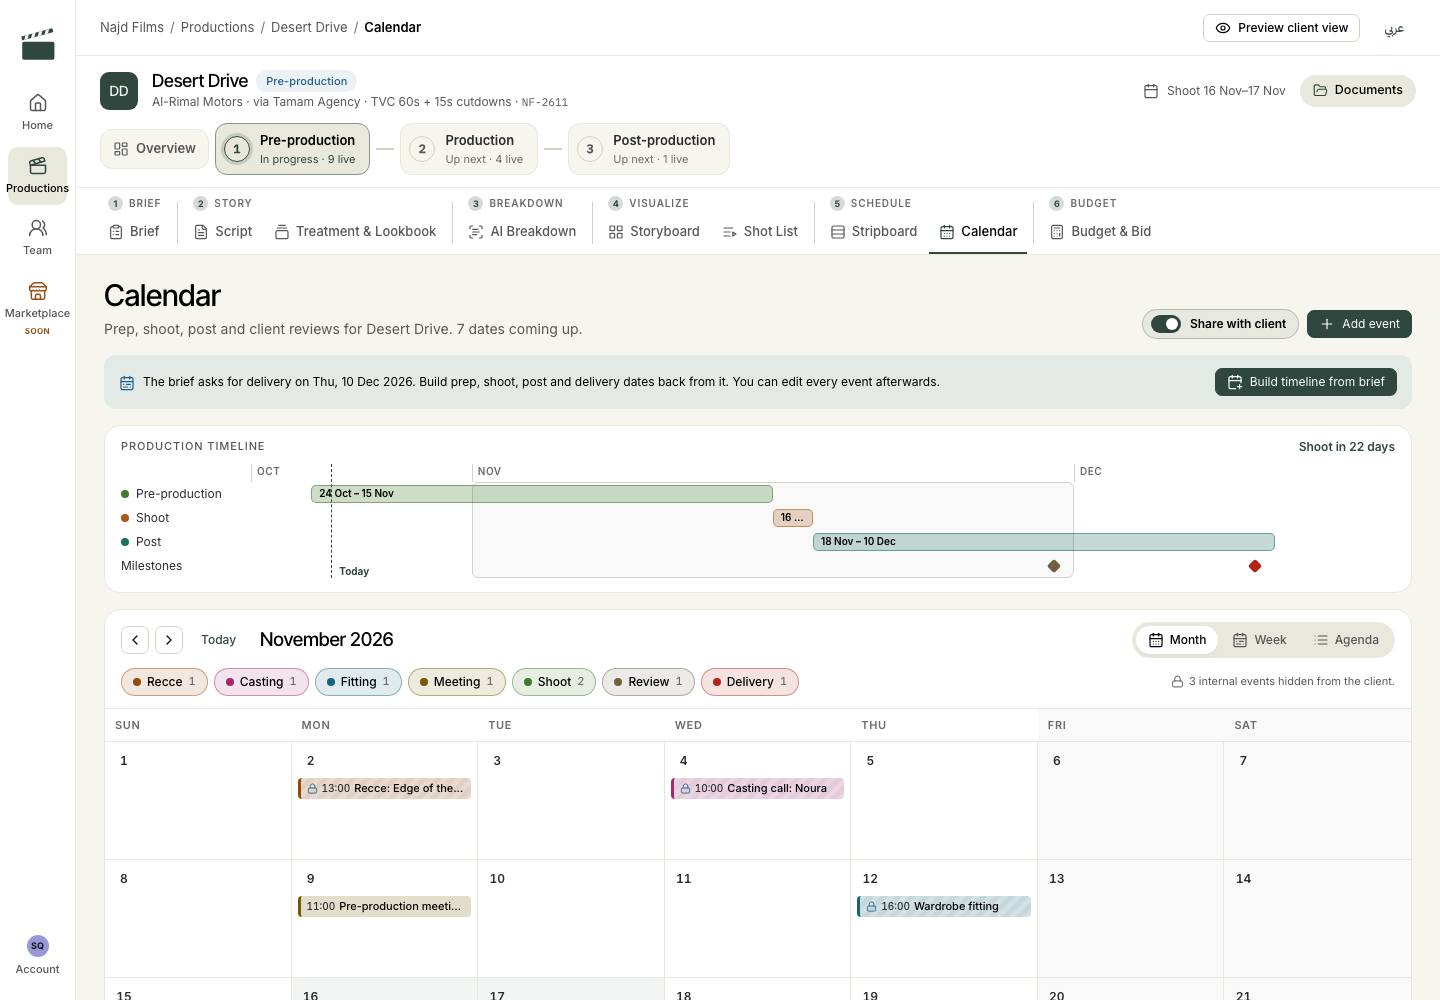 Najd Films / Productions / Desert Drive / Calendar
Preview client view
عربي
Home
Productions
Team
Marketplace
SOON
SQ
Account
DD
Desert Drive
Pre-production
Al-Rimal Motors · via Tamam Agency · TVC 60s + 15s cutdowns · NF-2611
Shoot 16 Nov–17 Nov
Documents
Overview
1
Pre-production
In progress · 9 live
2
Production
Up next · 4 live
3
Post-production
Up next · 1 live
1 BRIEF
2 STORY
3 BREAKDOWN
4 VISUALIZE
5 SCHEDULE
6 BUDGET
Brief
Script
Treatment & Lookbook
AI Breakdown
Storyboard
Shot List
Stripboard
Calendar
Budget & Bid
Calendar
Prep, shoot, post and client reviews for Desert Drive. 7 dates coming up.
Share with client
Add event
The brief asks for delivery on Thu, 10 Dec 2026. Build prep, shoot, post and delivery dates back from it. You can edit every event afterwards.
Build timeline from brief
PRODUCTION TIMELINE
Shoot in 22 days
OCT
NOV
DEC
Pre-production
24 Oct – 15 Nov
Shoot
16 ...
Post
18 Nov – 10 Dec
Milestones
Today
Today
November 2026
Month
Week
Agenda
Recce 1
Casting 1
Fitting 1
Meeting 1
Shoot 2
Review 1
Delivery 1
3 internal events hidden from the client.
SUN MON TUE WED THU FRI SAT
1 2 3 4 5 6 7
13:00 Recce: Edge of the...
10:00 Casting call: Noura
8 9 10 11 12 13 14
11:00 Pre-production meeti...
16:00 Wardrobe fitting
15 16 17 18 19 20 21